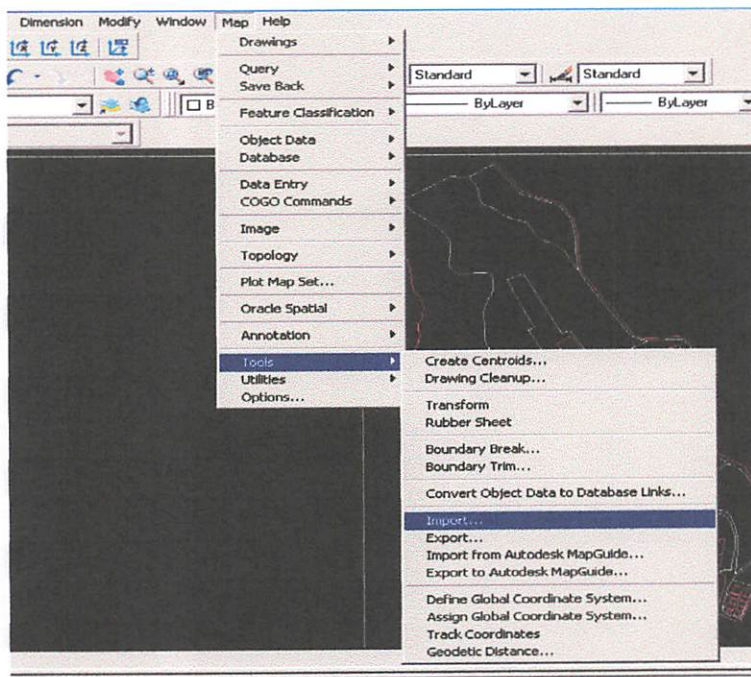 Dimension Modify Window Map Help
Drawings
Query
Save Back
Feature Classification
Object Data
Database
Data Entry
COGO Commands
Image
Topology
Plot Map Set...
Oracle Spatial
Annotation
Tools
Utilities
Options...
Standard Standard
B ByLayer ByLayer
Create Centroids...
Drawing Cleanup...
Transform
Rubber Sheet
Boundary Break...
Boundary Trim...
Convert Object Data to Database Links...
Import...
Export...
Import from Autodesk MapGuide...
Export to Autodesk MapGuide...
Define Global Coordinate System...
Assign Global Coordinate System...
Track Coordinates
Geodetic Distance...